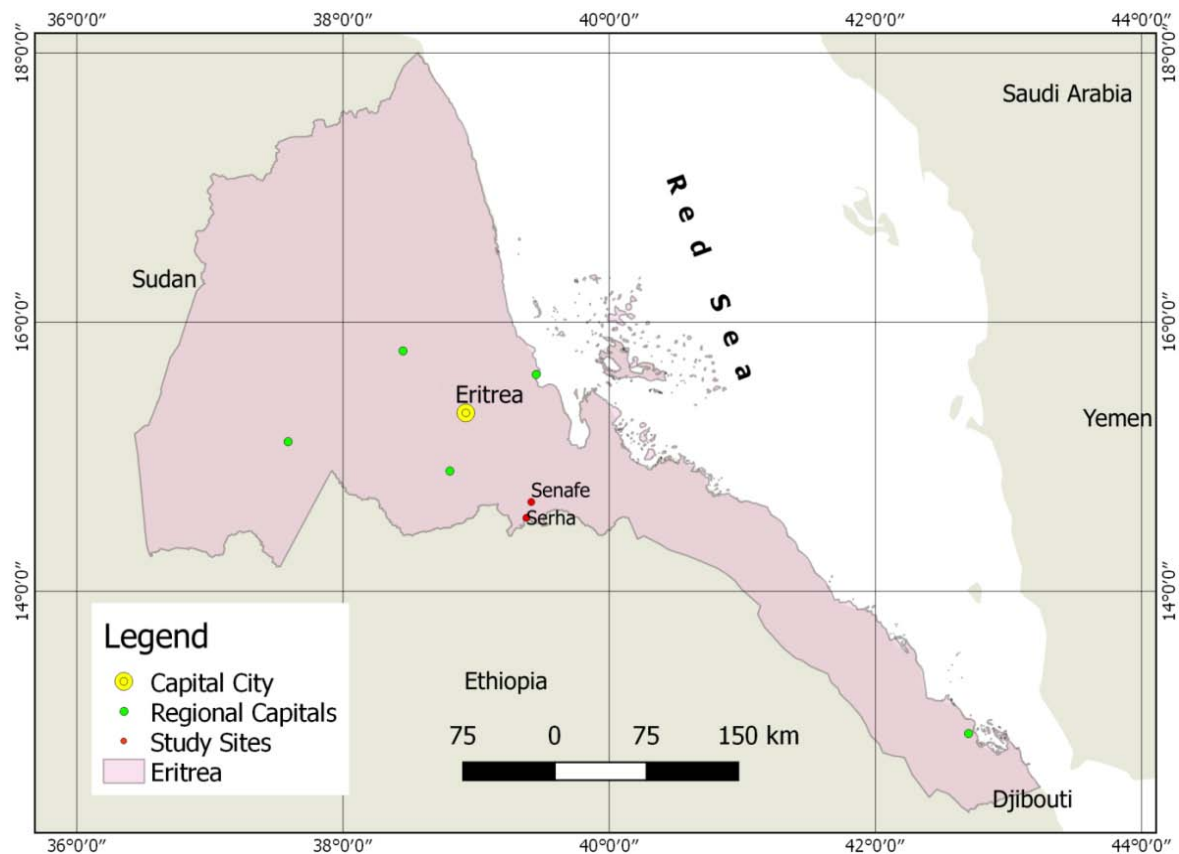 36°0′0″ 38°0′0″ 40°0′0″ 42°0′0″ 44°0′0″
18°0′0″ 18°0′0″
Saudi Arabia
Red Sea
Sudan
16°0′0″ 16°0′0″
Eritrea
Yemen
Senafe
Serha
14°0′0″ 14°0′0″
Legend
Capital City
Regional Capitals
Study Sites
Eritrea
Ethiopia
75 0 75 150 km
Djibouti
36°0′0″ 38°0′0″ 40°0′0″ 42°0′0″ 44°0′0″